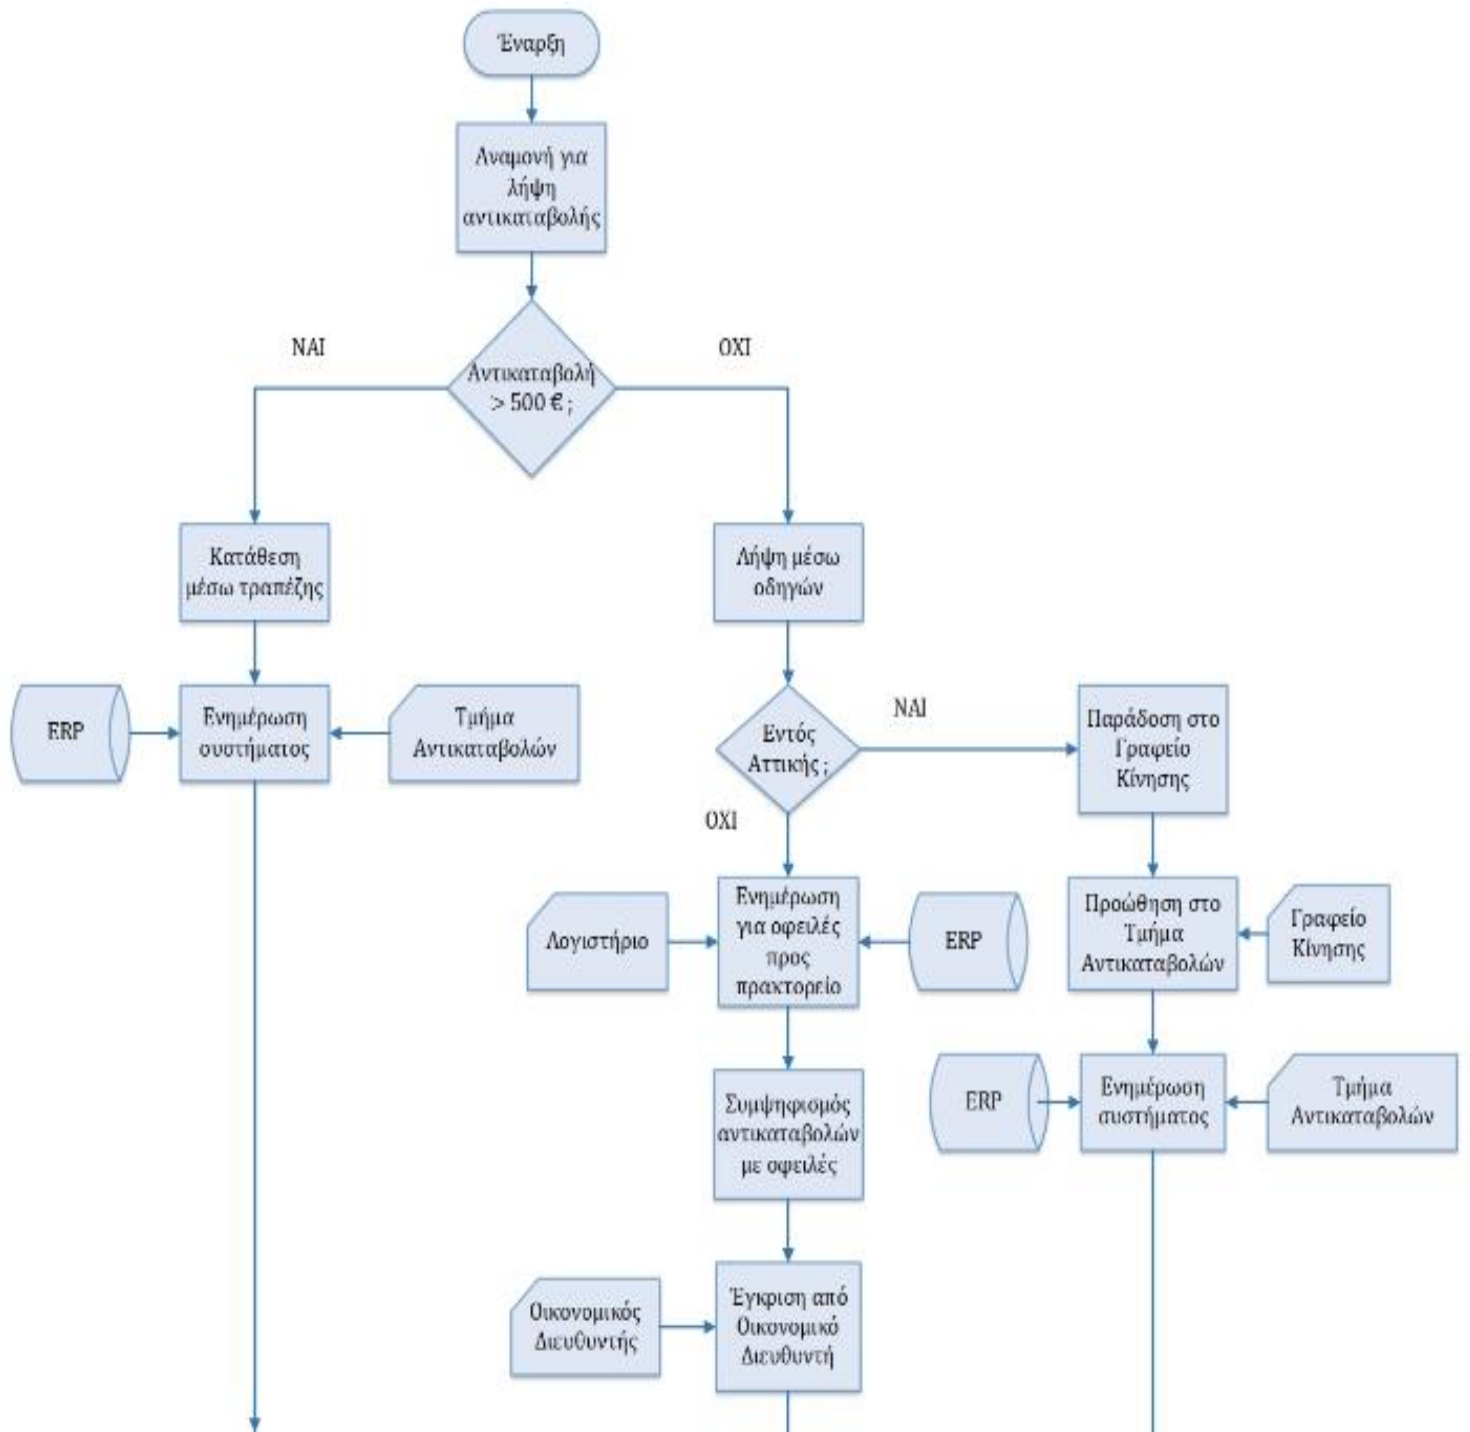 Έναρξη
Αναμονή για
λήψη
αντικαταβολής
ΝΑΙ
ΟΧΙ
Αντικαταβολή
> 500 € ;
Κατάθεση
μέσω τραπέζης
Λήψη μέσω
οδηγών
ERP
Ενημέρωση
συστήματος
Τμήμα
Αντικαταβολών
Εντός
Αττικής ;
ΝΑΙ
Παράδοση στο
Γραφείο
Κίνησης
ΟΧΙ
Λογιστήριο
Ενημέρωση
για οφειλές
προς
πρακτορείο
ERP
Προώθηση στο
Τμήμα
Αντικαταβολών
Γραφείο
Κίνησης
Συμψηφισμός
αντικαταβολών
με οφειλές
ERP
Ενημέρωση
συστήματος
Τμήμα
Αντικαταβολών
Οικονομικός
Διευθυντής
Έγκριση από
Οικονομικό
Διευθυντή